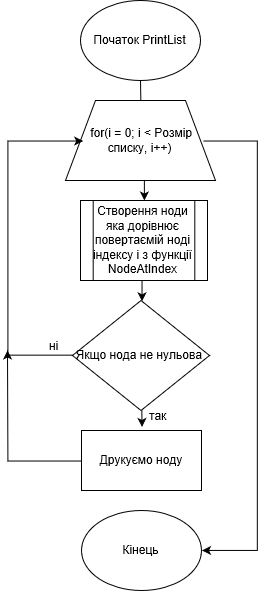 Початок PrintList
for(i = 0; i < Розмір
списку, i++)
Створення ноди
яка дорівнює
повертаємій ноді
індексу і з функції
NodeAtIndex
Якщо нода не нульова
ні
так
Друкуємо ноду
Кінець